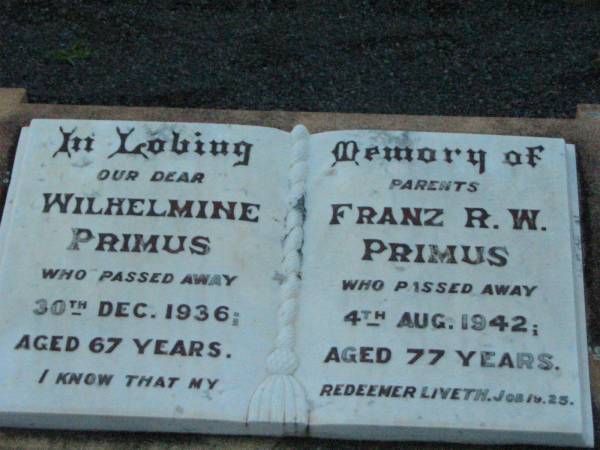 In Loving
OUR DEAR
WILHELMINE
PRIMUS
WHO PASSED AWAY
30TH DEC. 1936;
AGED 67 YEARS.
I KNOW THAT MY
Memory of
PARENTS
FRANZ R. W.
PRIMUS
WHO PASSED AWAY
4TH AUG. 1942;
AGED 77 YEARS.
REDEEMER LIVETH. JOB 19. 25.